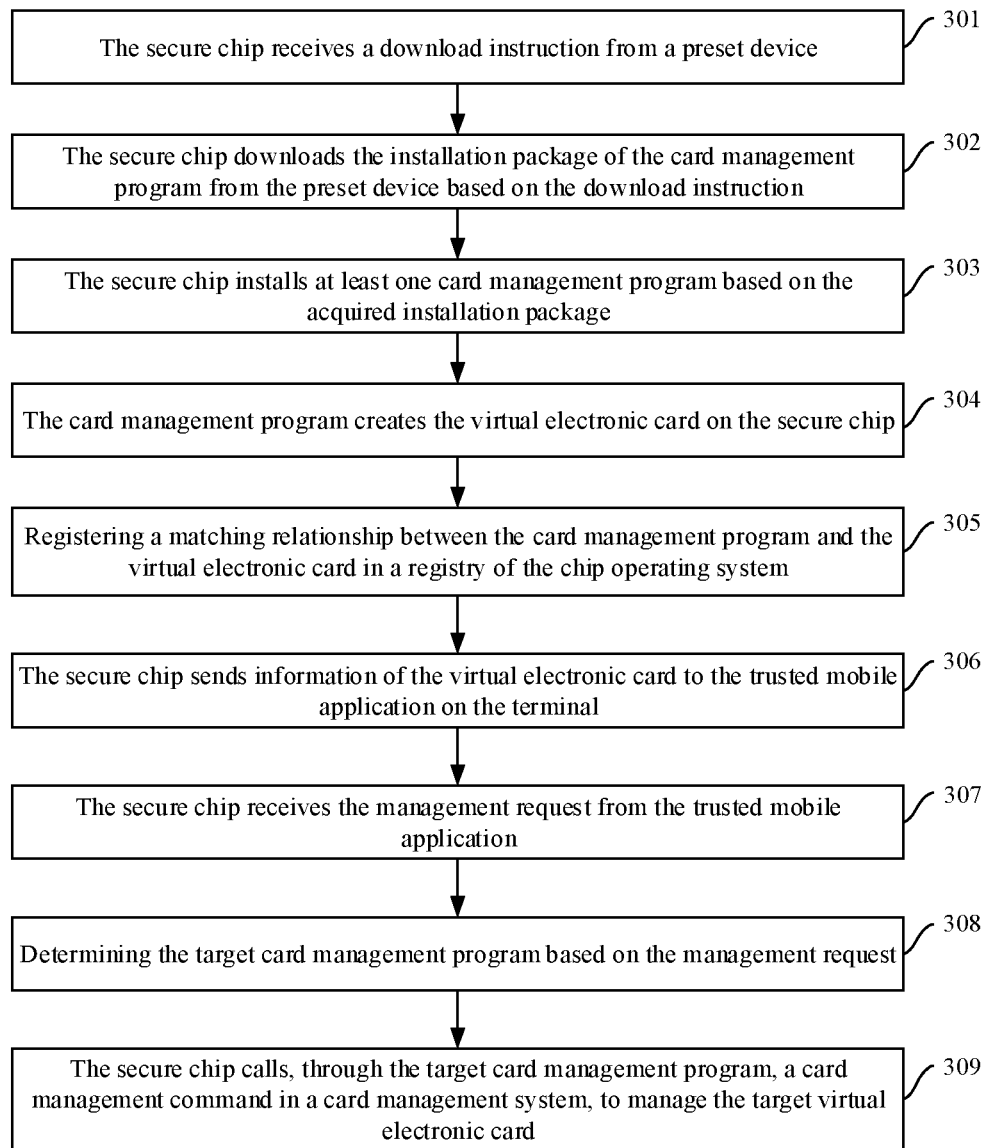 The secure chip receives a download instruction from a preset device
301
The secure chip downloads the installation package of the card management
program from the preset device based on the download instruction
302
The secure chip installs at least one card management program based on the
acquired installation package
303
The card management program creates the virtual electronic card on the secure chip
304
Registering a matching relationship between the card management program and the
virtual electronic card in a registry of the chip operating system
305
The secure chip sends information of the virtual electronic card to the trusted mobile
application on the terminal
306
The secure chip receives the management request from the trusted mobile
application
307
Determining the target card management program based on the management request
308
The secure chip calls, through the target card management program, a card
management command in a card management system, to manage the target virtual
electronic card
309